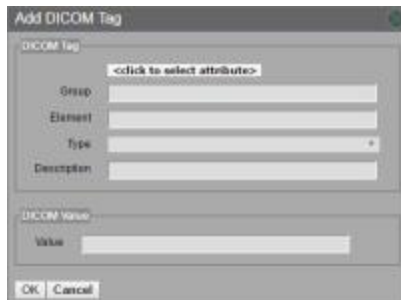 Add DICOM Tag
DICOM Tag
<click to select attribute>
Group
Element
Type
Description
DICOM Value
Value
OK Cancel